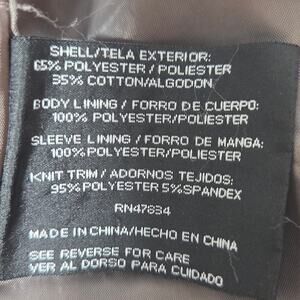 SHELL/TELA EXTERIOR:
65% POLYESTER / POLIESTER
35% COTTON/ALGODON
BODY LINING / FORRO DE CUERPO:
100% POLYESTER/POLIESTER
SLEEVE LINING / FORRO DE MANGA:
100% POLYESTER/POLIESTER
KNIT TRIM / ADORNOS TEJIDOS:
95% POLYESTER 5% SPANDEX
RN47634
MADE IN CHINA/HECHO EN CHINA
SEE REVERSE FOR CARE
VER AL DORSO PARA CUIDADO